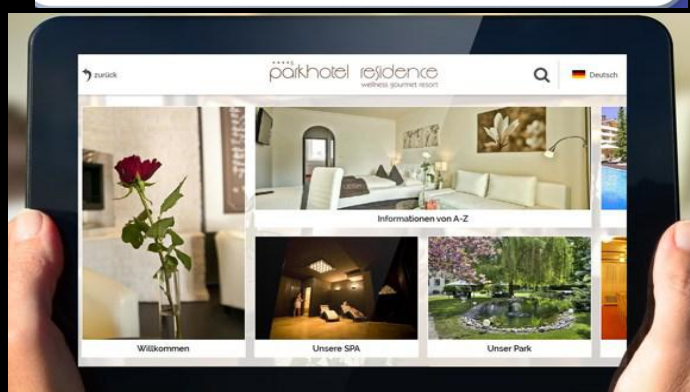 zurück
parkhotel residence
wellness gourmet resort
Deutsch
Informationen von A-Z
Willkommen
Unsere SPA
Unser Park